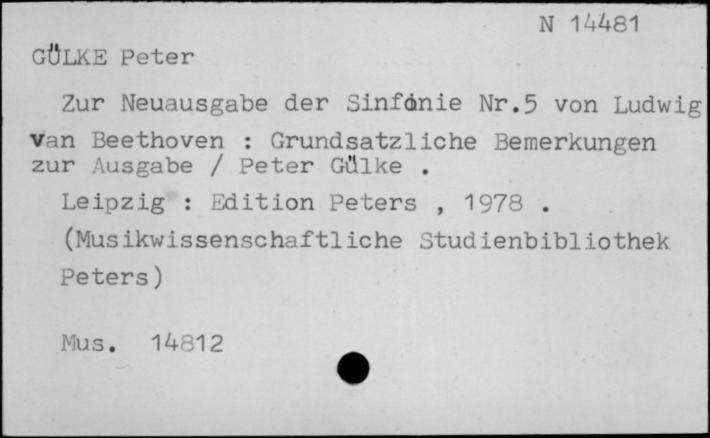 N 14481
GÜLKE Peter
Zur Neuausgabe der Sinfonie Nr.5 von Ludwig
van Beethoven : Grundsatzliche Bemerkungen
zur Ausgabe / Peter Gülke .
Leipzig : Edition Peters , 1978 .
(Musikwissenschaftliche Studienbibliothek
Peters)
Mus. 14812